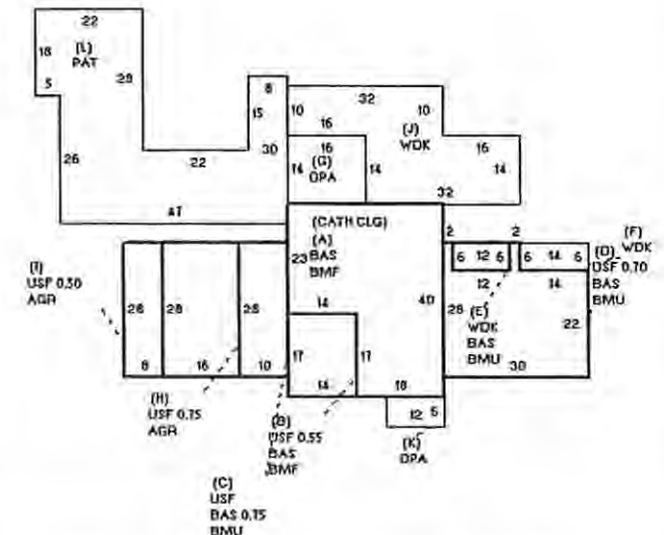 22
18
(L)
PAT
5
29
8
15
32
10
10
16
30
(J)
WDK
16
26
22
16
(G)
OPA
14
14
14
32
47
(CATH CLG)
(A)
BAS
BMF
23
2
2
(F)
WDK
6 12 6
6 14 6
(D)
USF 0.70
BAS
BMU
(I)
USF 0.50
AGR
12
14
28
28
28
14
40
28
(E)
WDK
BAS
BMU
22
17
17
8
16
10
14
18
30
(H)
USF 0.75
AGR
(B)
USF 0.55
BAS
BMF
12 5
(K)
OPA
(C)
USF
BAS 0.75
BMU